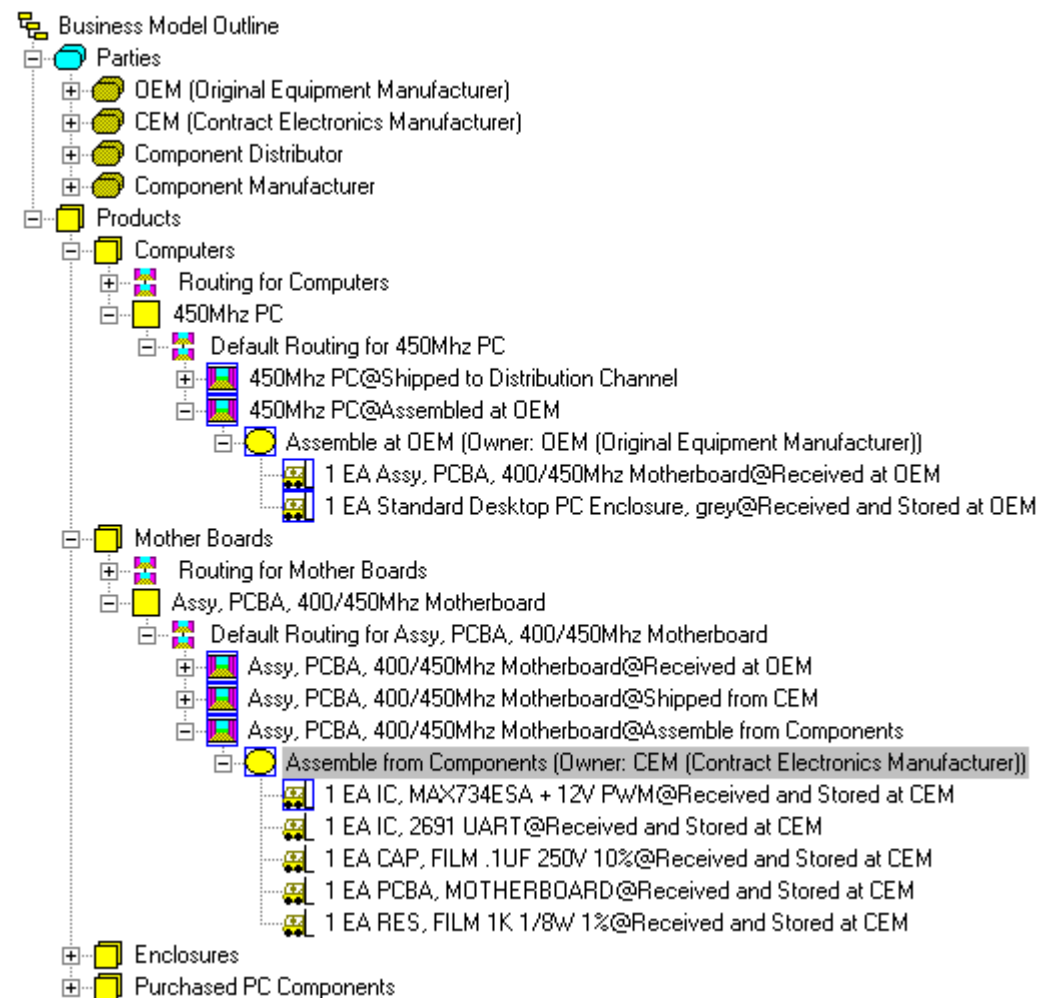 Business Model Outline
Parties
OEM (Original Equipment Manufacturer)
CEM (Contract Electronics Manufacturer)
Component Distributor
Component Manufacturer
Products
Computers
Routing for Computers
450Mhz PC
Default Routing for 450Mhz PC
450Mhz PC@Shipped to Distribution Channel
450Mhz PC@Assembled at OEM
Assemble at OEM (Owner: OEM (Original Equipment Manufacturer))
1 EA Assy, PCBA, 400/450Mhz Motherboard@Received at OEM
1 EA Standard Desktop PC Enclosure, grey@Received and Stored at OEM
Mother Boards
Routing for Mother Boards
Assy, PCBA, 400/450Mhz Motherboard
Default Routing for Assy, PCBA, 400/450Mhz Motherboard
Assy, PCBA, 400/450Mhz Motherboard@Received at OEM
Assy, PCBA, 400/450Mhz Motherboard@Shipped from CEM
Assy, PCBA, 400/450Mhz Motherboard@Assemble from Components
Assemble from Components (Owner: CEM (Contract Electronics Manufacturer))
1 EA IC, MAX734ESA + 12V PWM@Received and Stored at CEM
1 EA IC, 2691 UART@Received and Stored at CEM
1 EA CAP, FILM .1UF 250V 10%@Received and Stored at CEM
1 EA PCBA, MOTHERBOARD@Received and Stored at CEM
1 EA RES, FILM 1K 1/8W 1%@Received and Stored at CEM
Enclosures
Purchased PC Components